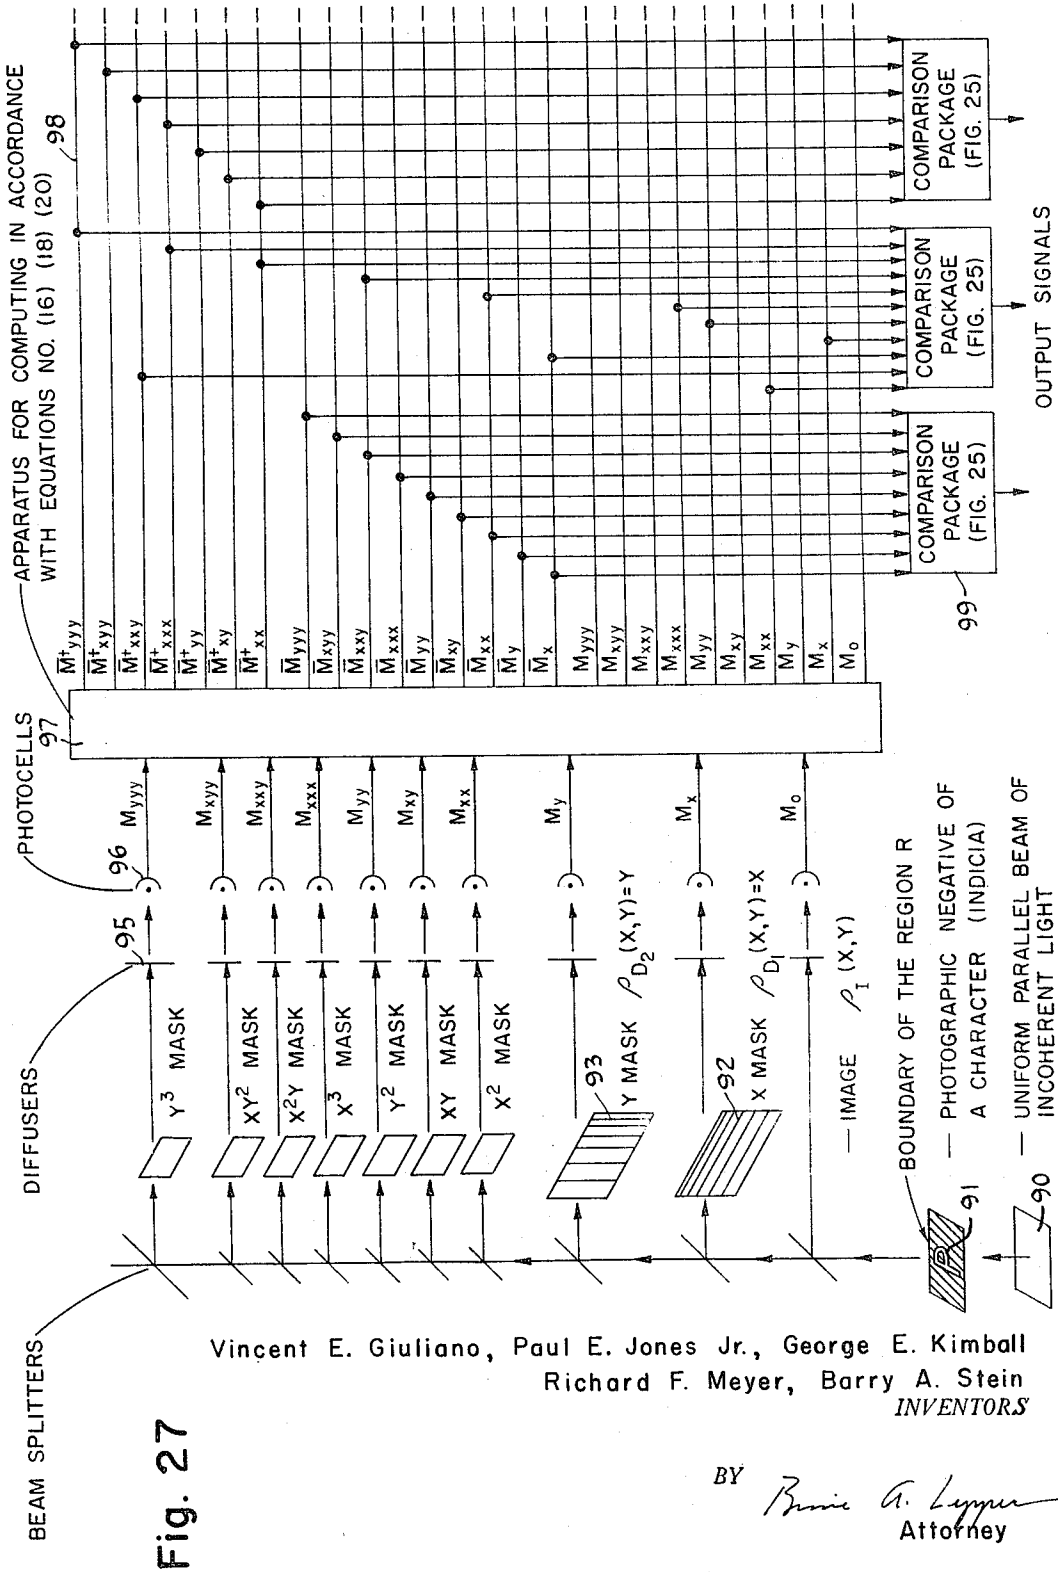 BEAM SPLITTERS
DIFFUSERS
PHOTOCELLS
APPARATUS FOR COMPUTING IN ACCORDANCE
WITH EQUATIONS NO. (16) (18) (20)
95
96
97
98
Y³ MASK
XY² MASK
X²Y MASK
X³ MASK
Y² MASK
XY MASK
X² MASK
93
Y MASK ρD₂(X,Y)=Y
92
X MASK ρD₁(X,Y)=X
— IMAGE ρI (X,Y)
BOUNDARY OF THE REGION R
91
— PHOTOGRAPHIC NEGATIVE OF
A CHARACTER (INDICIA)
P
90
— UNIFORM PARALLEL BEAM OF
INCOHERENT LIGHT
Myyy
Mxyy
Mxxy
Mxxx
Myy
Mxy
Mxx
My
Mx
Mo
M̄⁺yyy
M̄⁺xyy
M̄⁺xxy
M̄⁺xxx
M̄⁺yy
M̄⁺xy
M̄⁺xx
M̄yyy
M̄xyy
M̄xxy
M̄xxx
M̄yy
M̄xy
M̄xx
M̄y
M̄x
Myyy
Mxyy
Mxxy
Mxxx
Myy
Mxy
Mxx
My
Mx
Mo
99
COMPARISON
PACKAGE
(FIG. 25)
COMPARISON
PACKAGE
(FIG. 25)
COMPARISON
PACKAGE
(FIG. 25)
OUTPUT SIGNALS
Fig. 27
Vincent E. Giuliano, Paul E. Jones Jr., George E. Kimball
Richard F. Meyer, Barry A. Stein
INVENTORS
BY
Attorney